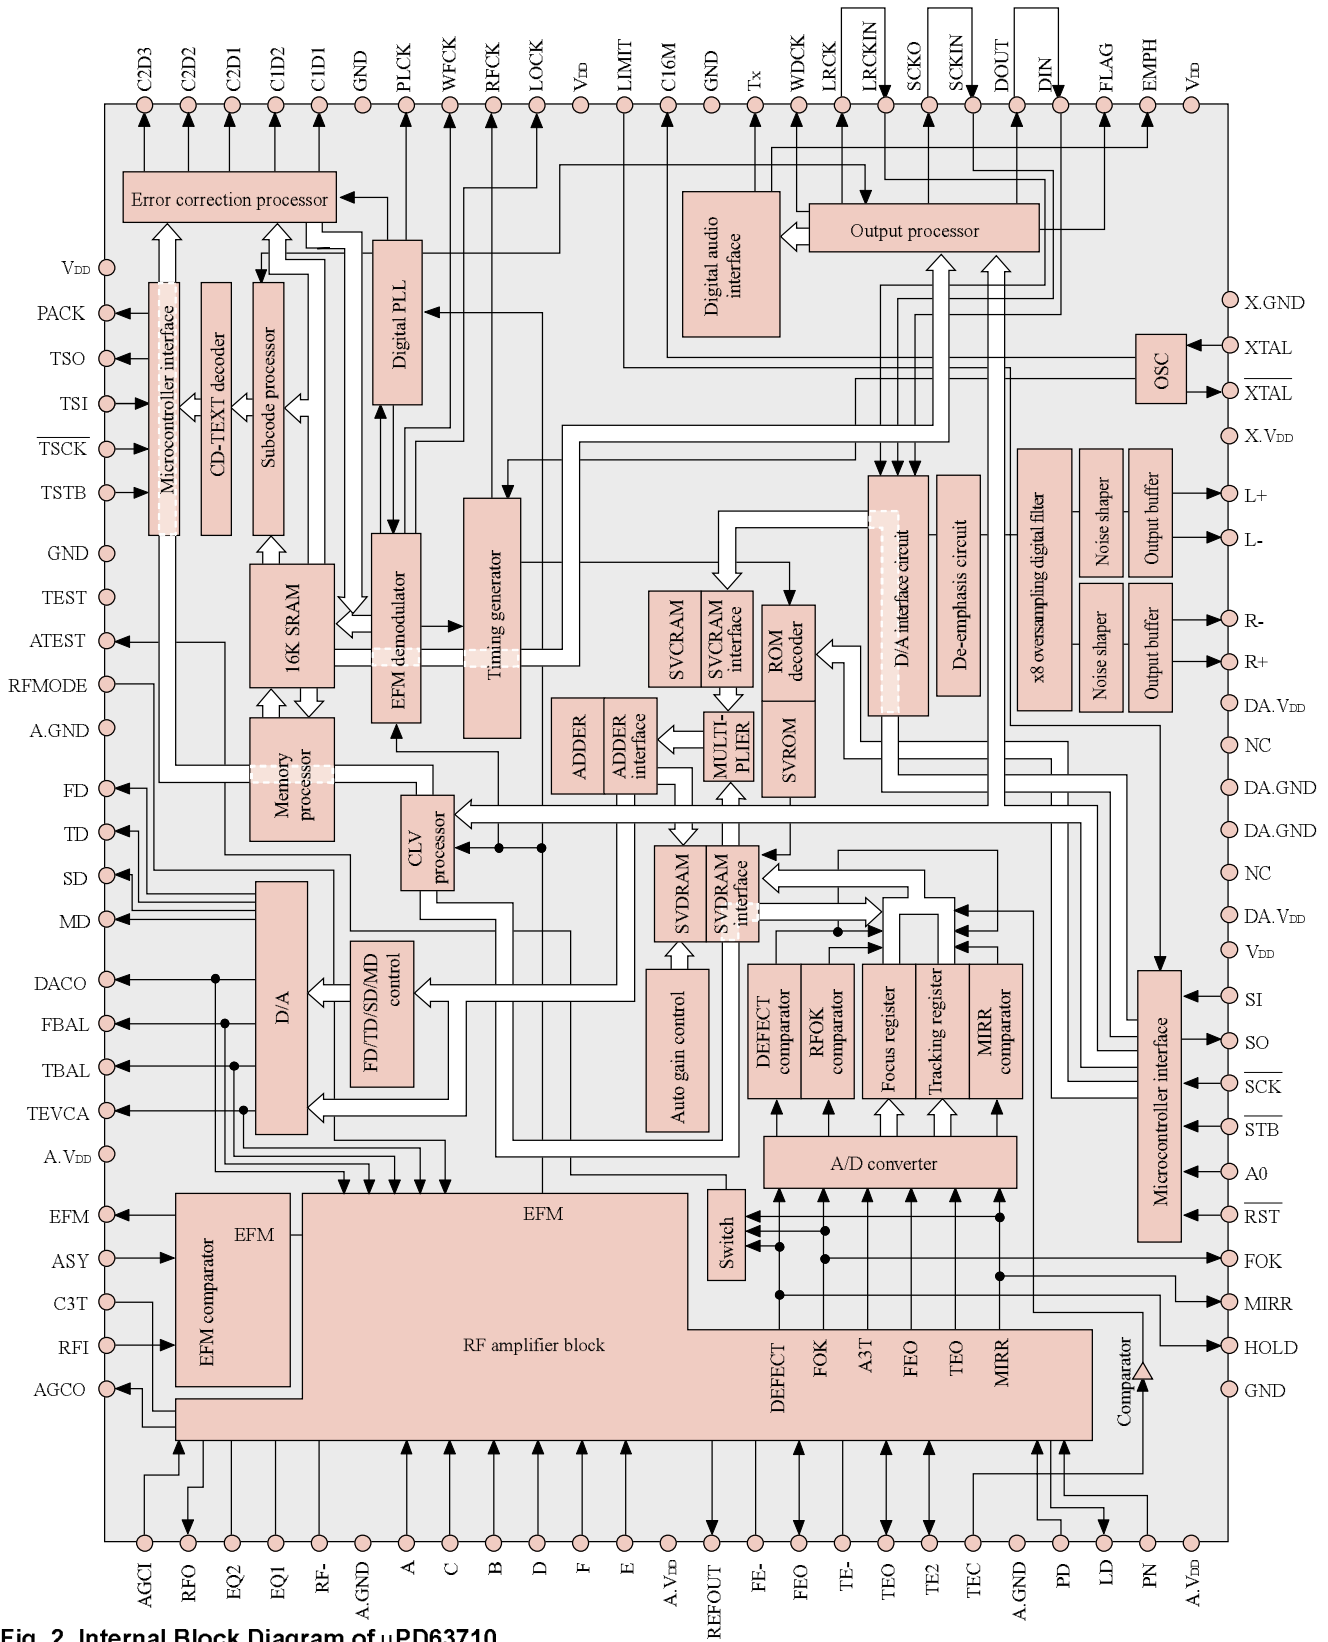 C2D3
C2D2
C2D1
C1D2
C1D1
GND
PLCK
WFCK
RFCK
LOCK
VDD
LIMIT
C16M
GND
Tx
WDCK
LRCK
LRCKIN
SCKO
SCKIN
DOUT
DIN
FLAG
EMPH
VDD
Error correction processor
Digital PLL
Digital audio
interface
Output processor
VDD
PACK
TSO
TSI
TSCK
TSTB
GND
TEST
ATEST
RFMODE
A.GND
FD
TD
SD
MD
DACO
FBAL
TBAL
TEVCA
A.VDD
EFM
ASY
C3T
RFI
AGCO
Microcontroller interface
CD-TEXT decoder
Subcode processor
16K SRAM
EFM demodulator
Timing generator
Memory
processor
CLV
processor
ADDER
ADDER
interface
SVCRAM
SVCRAM
interface
MULTI-
PLIER
ROM
decoder
SVROM
D/A interface circuit
De-emphasis circuit
x8 oversampling digital filter
Noise shaper
Output buffer
Noise shaper
Output buffer
OSC
SVDRAM
SVDRAM
interface
D/A
FD/TD/SD/MD
control
Auto gain control
DEFECT
comparator
RFOK
comparator
Focus register
Tracking register
MIRR
comparator
A/D converter
Switch
Microcontroller interface
EFM
EFM
EFM comparator
RF amplifier block
DEFECT
FOK
A3T
FEO
TEO
MIRR
Comparator
X.GND
XTAL
XTAL
X.VDD
L+
L-
R-
R+
DA.VDD
NC
DA.GND
DA.GND
NC
DA.VDD
VDD
SI
SO
SCK
STB
A0
RST
FOK
MIRR
HOLD
GND
AGCI
RFO
EQ2
EQ1
RF-
A.GND
A
C
B
D
F
E
A.VDD
REFOUT
FE-
FEO
TE-
TEO
TE2
TEC
A.GND
PD
LD
PN
A.VDD
Fig. 2 Internal Block Diagram of µPD63710